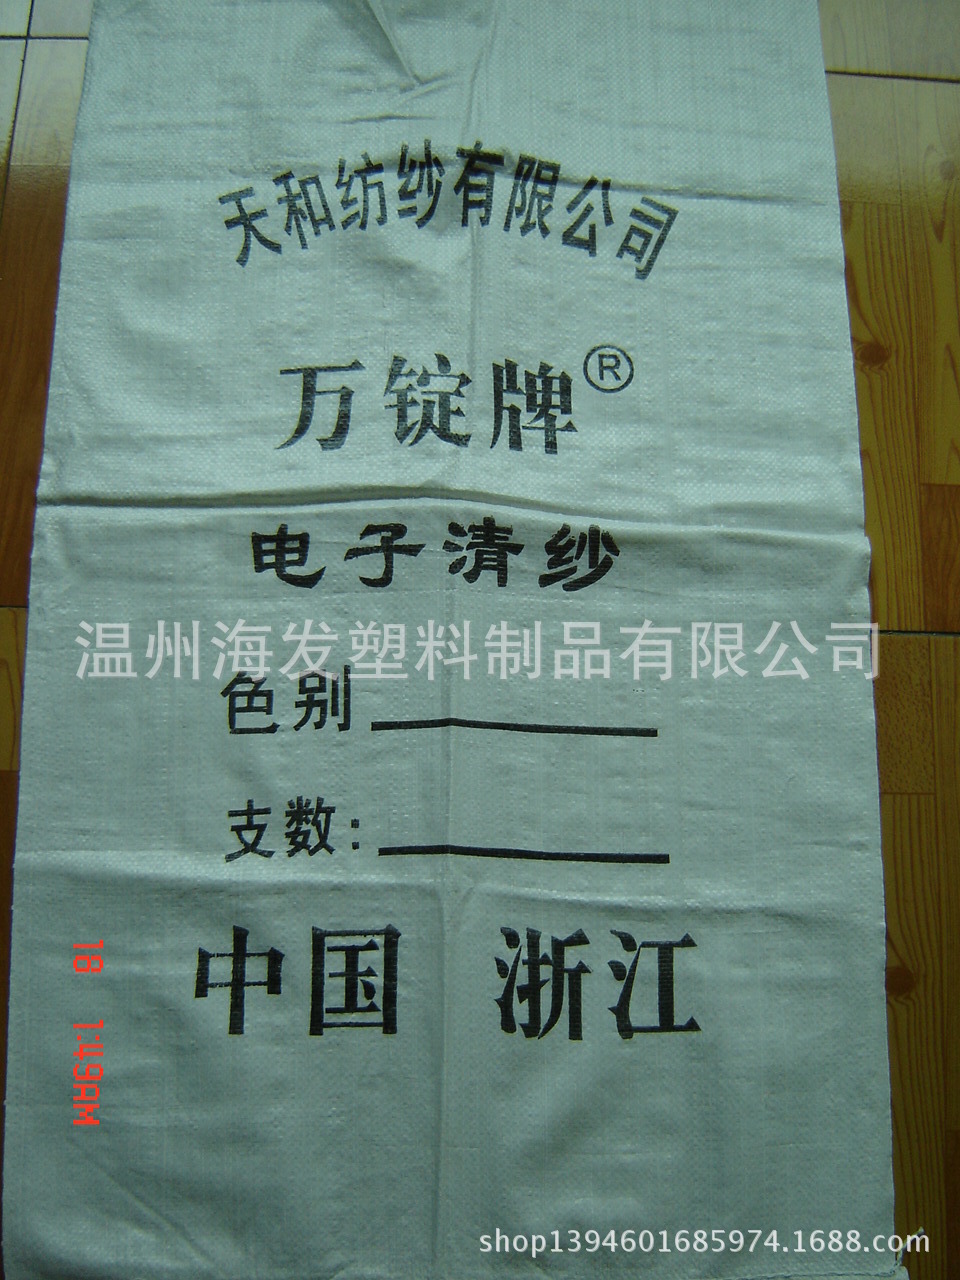 天和纺纱有限公司
万锭牌®
电子清纱
温州海发塑料制品有限公司
色别
支数:
中国 浙江
18 1:49AM
shop1394601685974.1688.com